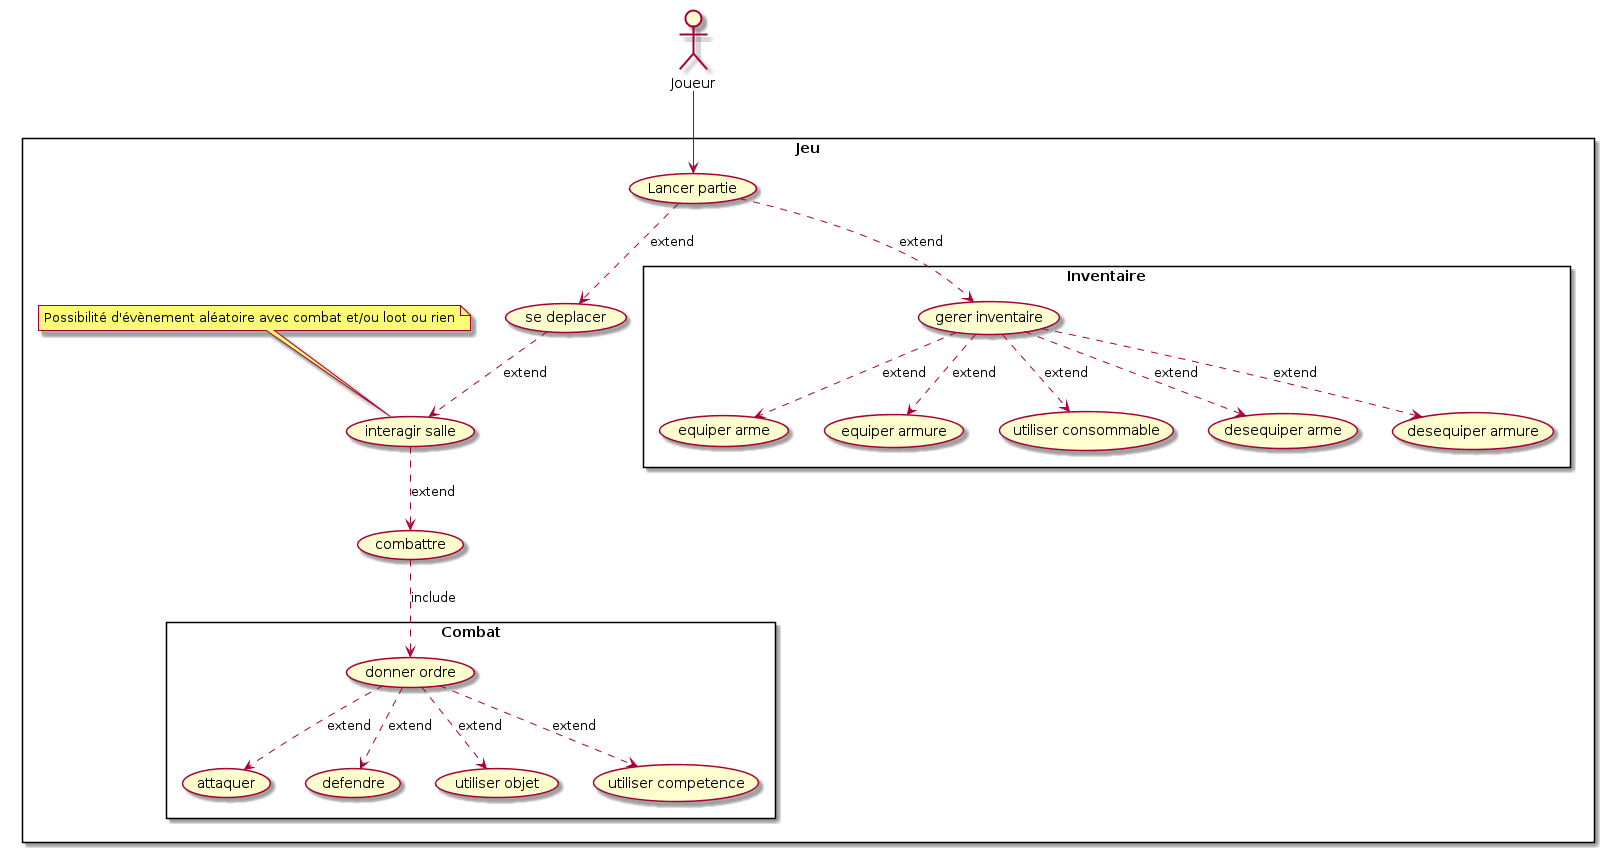 Joueur
Jeu
Lancer partie
extend
extend
Inventaire
Possibilité d'évènement aléatoire avec combat et/ou loot ou rien
se deplacer
gerer inventaire
extend
extend
extend
extend
extend
extend
interagir salle
equiper arme
equiper armure
utiliser consommable
desequiper arme
desequiper armure
extend
combattre
include
Combat
donner ordre
extend
extend
extend
extend
attaquer
defendre
utiliser objet
utiliser competence